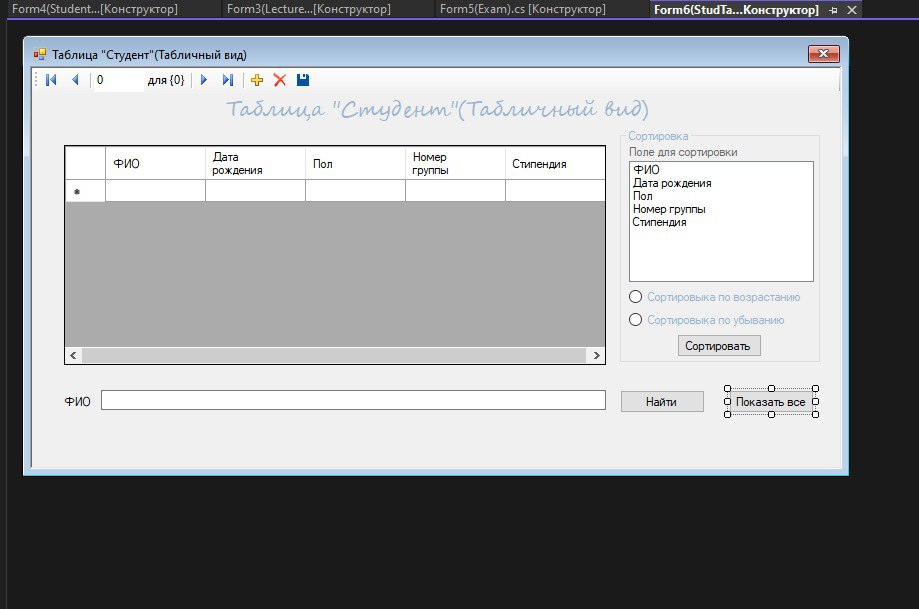 Form4(Student...[Конструктор] Form3(Lecture...[Конструктор] Form5(Exam).cs [Конструктор] Form6(StudTa...Конструктор]
Таблица "Студент"(Табличный вид)
0 для {0}
Таблица "Студент"(Табличный вид)
Сортировка
Поле для сортировки
ФИО Дата рождения Пол Номер группы Стипендия
ФИО
Дата рождения
Пол
Номер группы
Стипендия
Сортировыка по возрастанию
Сортировыка по убыванию
Сортировать
ФИО Найти Показать все